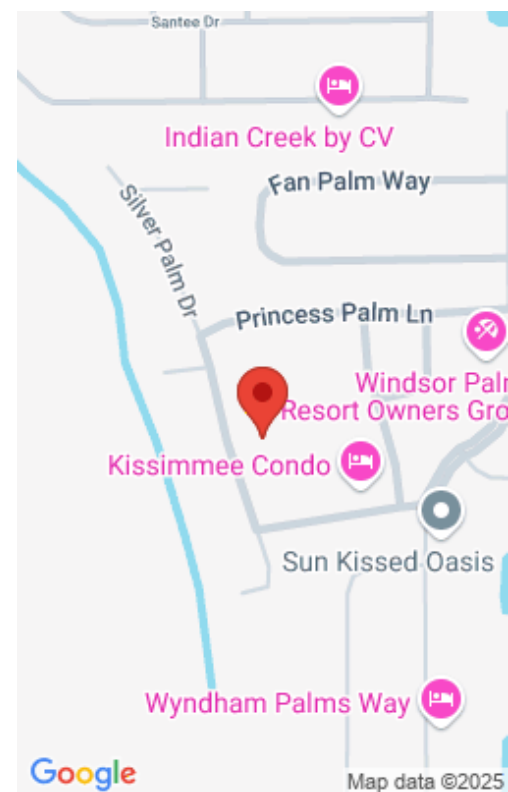 Santee Dr
Indian Creek by CV
Fan Palm Way
Silver Palm Dr
Princess Palm Ln
Windsor Palm
Resort Owners Gro
Kissimmee Condo
Sun Kissed Oasis
Wyndham Palms Way
Google
Map data ©2025